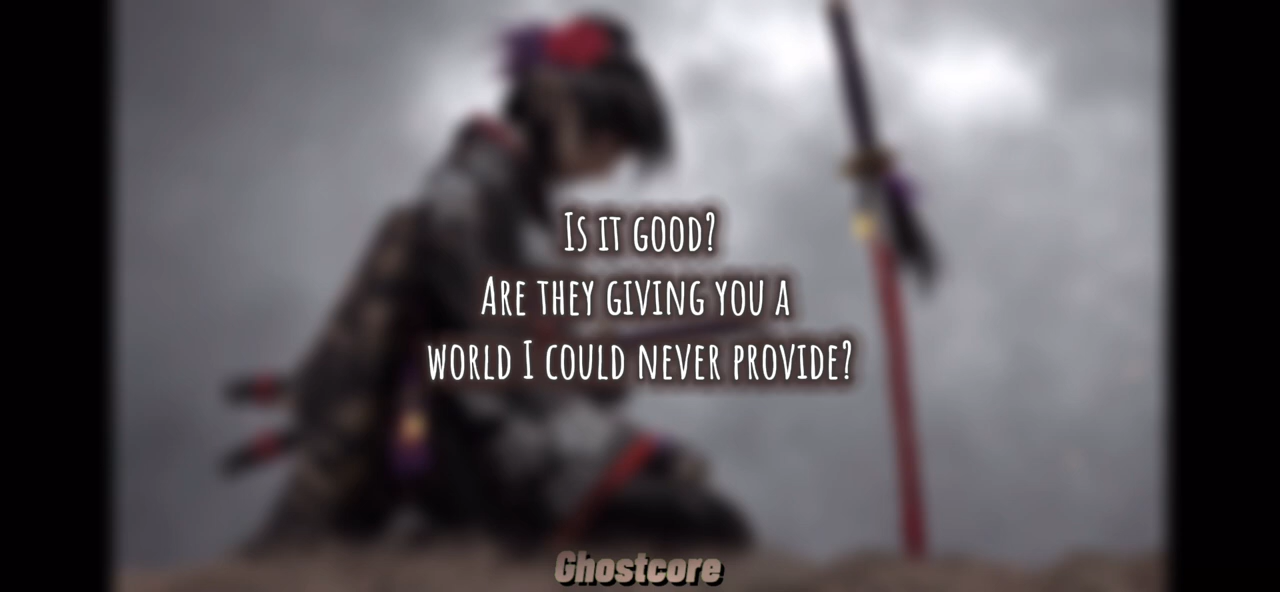 Is it good?
Are they giving you a
world I could never provide?
Ghostcore